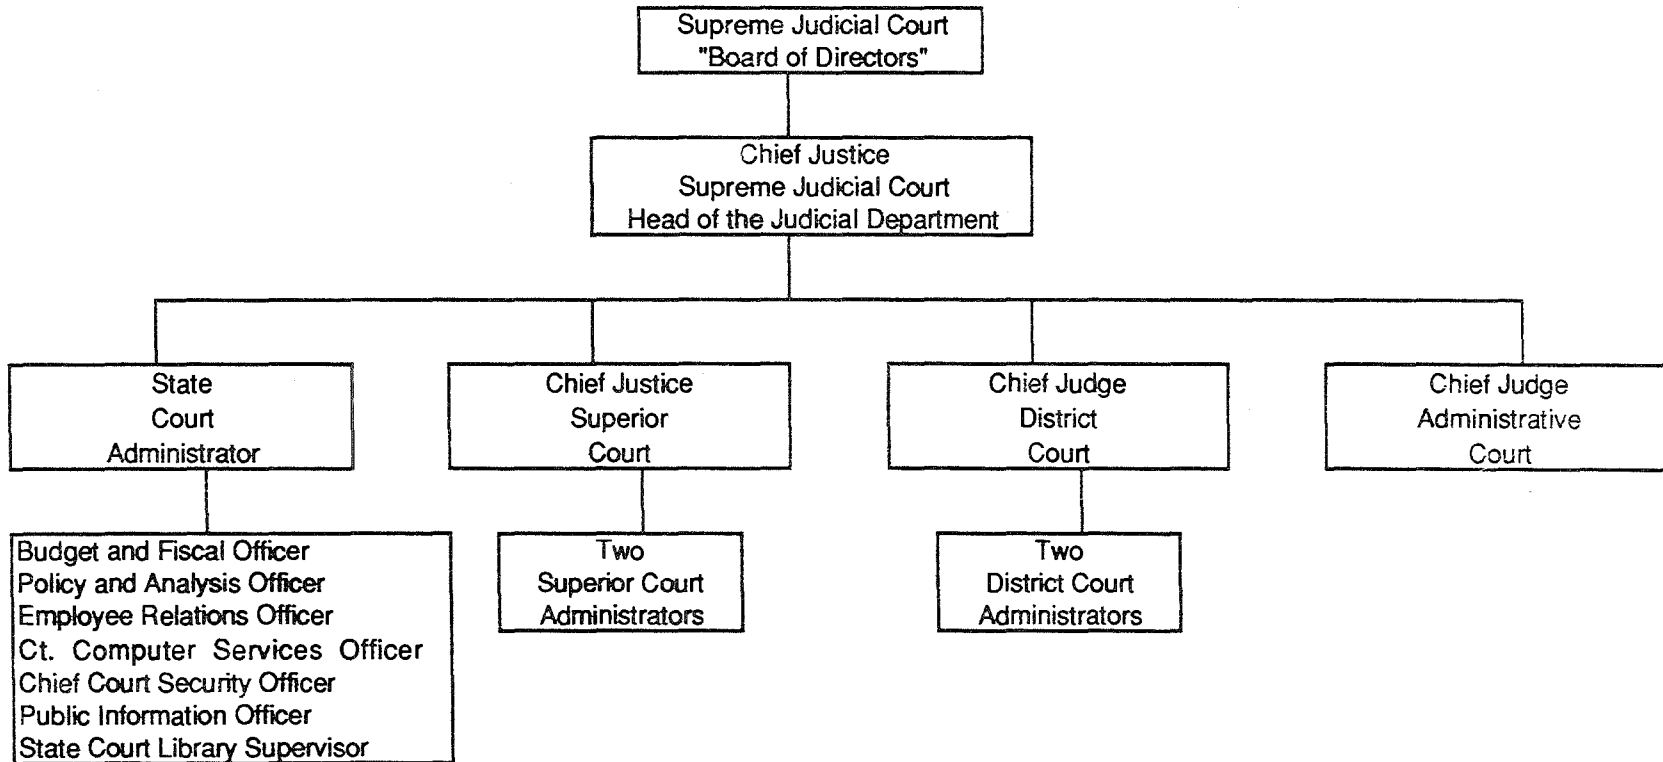 Supreme Judicial Court
"Board of Directors"
Chief Justice
Supreme Judicial Court
Head of the Judicial Department
State
Court
Administrator
Chief Justice
Superior
Court
Chief Judge
District
Court
Chief Judge
Administrative
Court
Budget and Fiscal Officer
Policy and Analysis Officer
Employee Relations Officer
Ct. Computer Services Officer
Chief Court Security Officer
Public Information Officer
State Court Library Supervisor
Two
Superior Court
Administrators
Two
District Court
Administrators